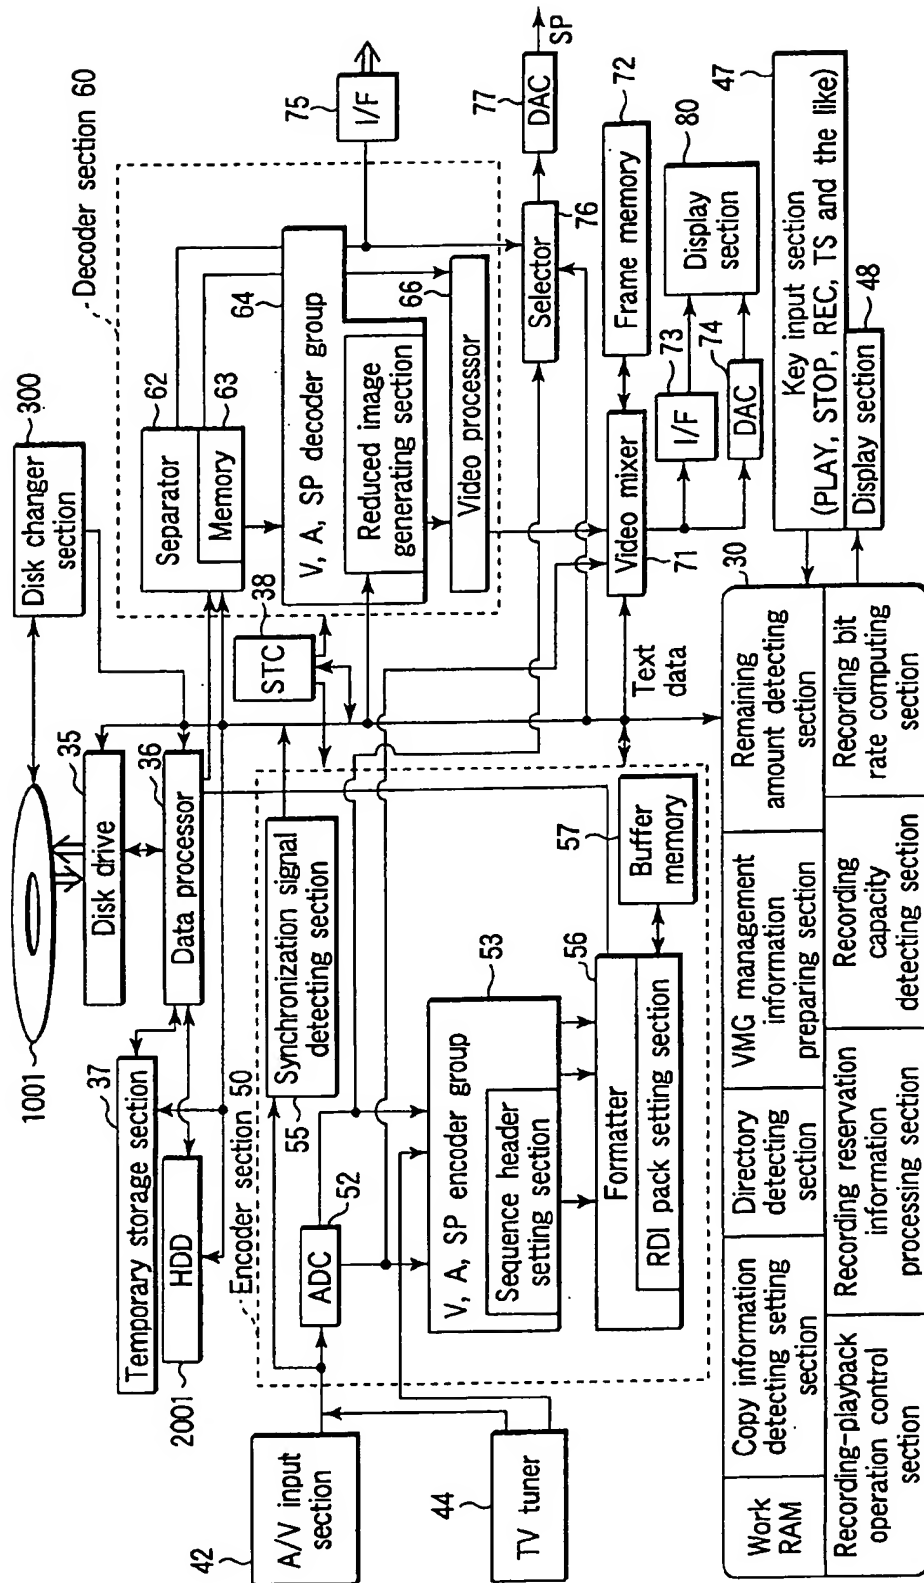 1001
300
Disk changer
section
Decoder section 60
37
Temporary storage section
35
Disk drive
36
Data processor
HDD
2001
62
Separator
63
Memory
64
V, A, SP decoder group
Reduced image
generating section
66
Video processor
75
I/F
38
STC
77
DAC
SP
76
Selector
72
Frame memory
Video mixer
71
73
I/F
74
DAC
80
Display
section
47
Key input section
(PLAY, STOP, REC, TS and the like)
48
Display section
Encoder section 50
Synchronization signal
detecting section
55
52
ADC
53
V, A, SP encoder group
Sequence header
setting section
56
Formatter
RDI pack setting section
57
Buffer
memory
Text
data
42
A/V input
section
44
TV tuner
30
Work
RAM
Copy information
detecting setting
section
Directory
detecting
section
VMG management
information
preparing section
Remaining
amount detecting
section
Recording-playback
operation control
section
Recording reservation
information
processing section
Recording
capacity
detecting section
Recording bit
rate computing
section